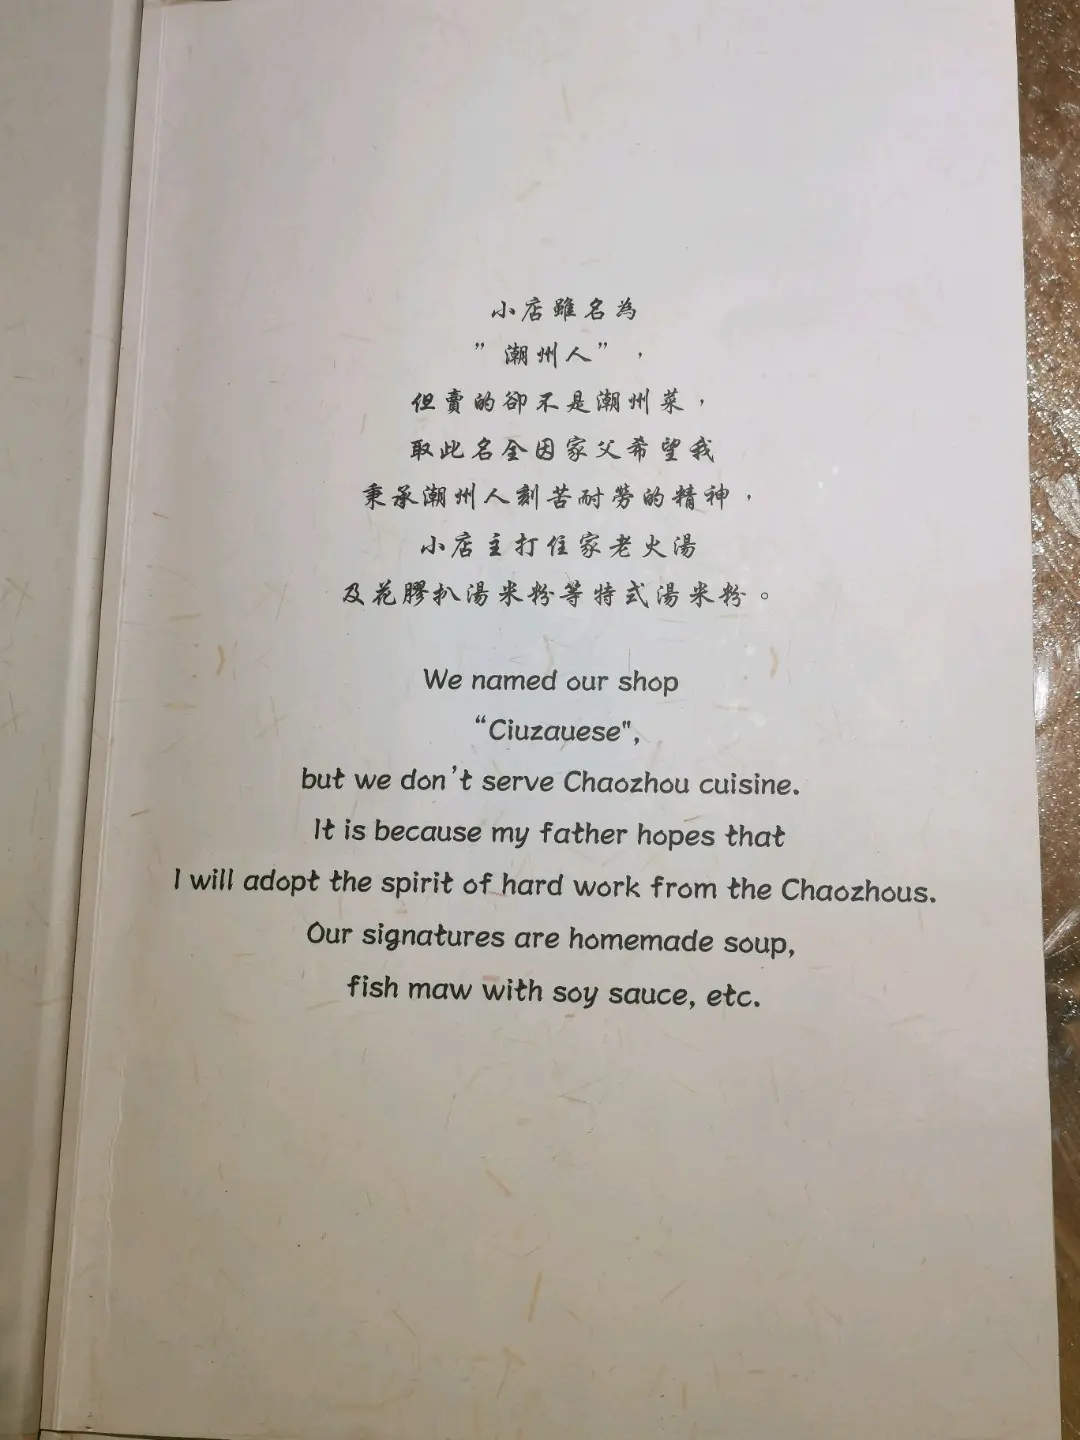 小店雖名為
”潮州人”，
但賣的卻不是潮州菜，
取此名全因家父希望我
秉承潮州人刻苦耐勞的精神，
小店主打住家老火湯
及花膠扒湯米粉等特式湯米粉。
We named our shop
“Ciuzauese",
but we don't serve Chaozhou cuisine.
It is because my father hopes that
I will adopt the spirit of hard work from the Chaozhous.
Our signatures are homemade soup,
fish maw with soy sauce, etc.